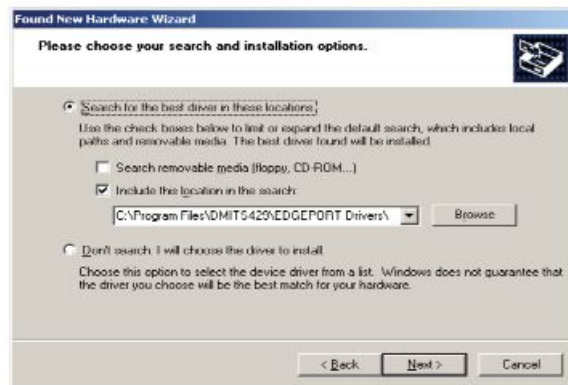 Found New Hardware Wizard
Please choose your search and installation options.
Search for the best driver in these locations.
Use the check boxes below to limit or expand the default search, which includes local
paths and removable media. The best driver found will be installed.
Search removable media (floppy, CD-ROM...)
Include this location in the search:
C:\Program Files\DMITS429\EDGEPORT Drivers\
Browse
Don't search. I will choose the driver to install.
Choose this option to select the device driver from a list. Windows does not guarantee that
the driver you choose will be the best match for your hardware.
< Back Next > Cancel